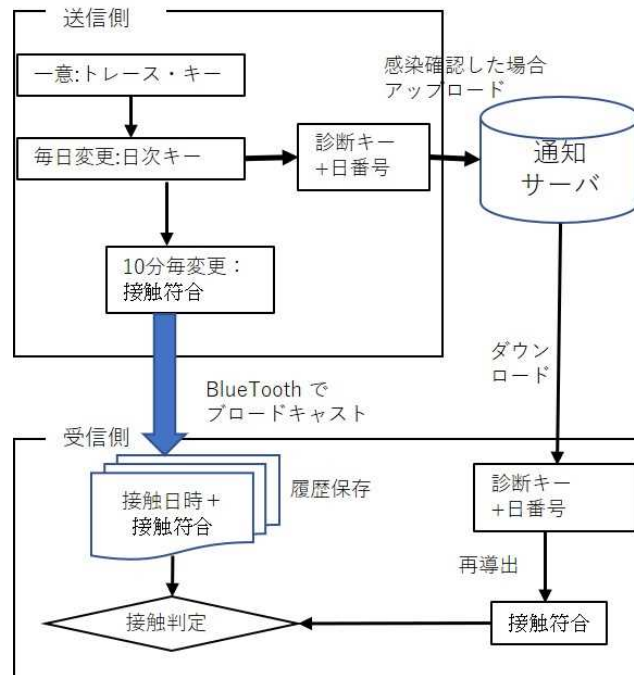 送信側
一意:トレース・キー
毎日変更:日次キー
診断キー
+日番号
感染確認した場合
アップロード
通知
サーバ
10分毎変更：
接触符合
ダウン
ロード
BlueTooth で
ブロードキャスト
受信側
接触日時＋
接触符合
履歴保存
診断キー
+日番号
再導出
接触判定
接触符合